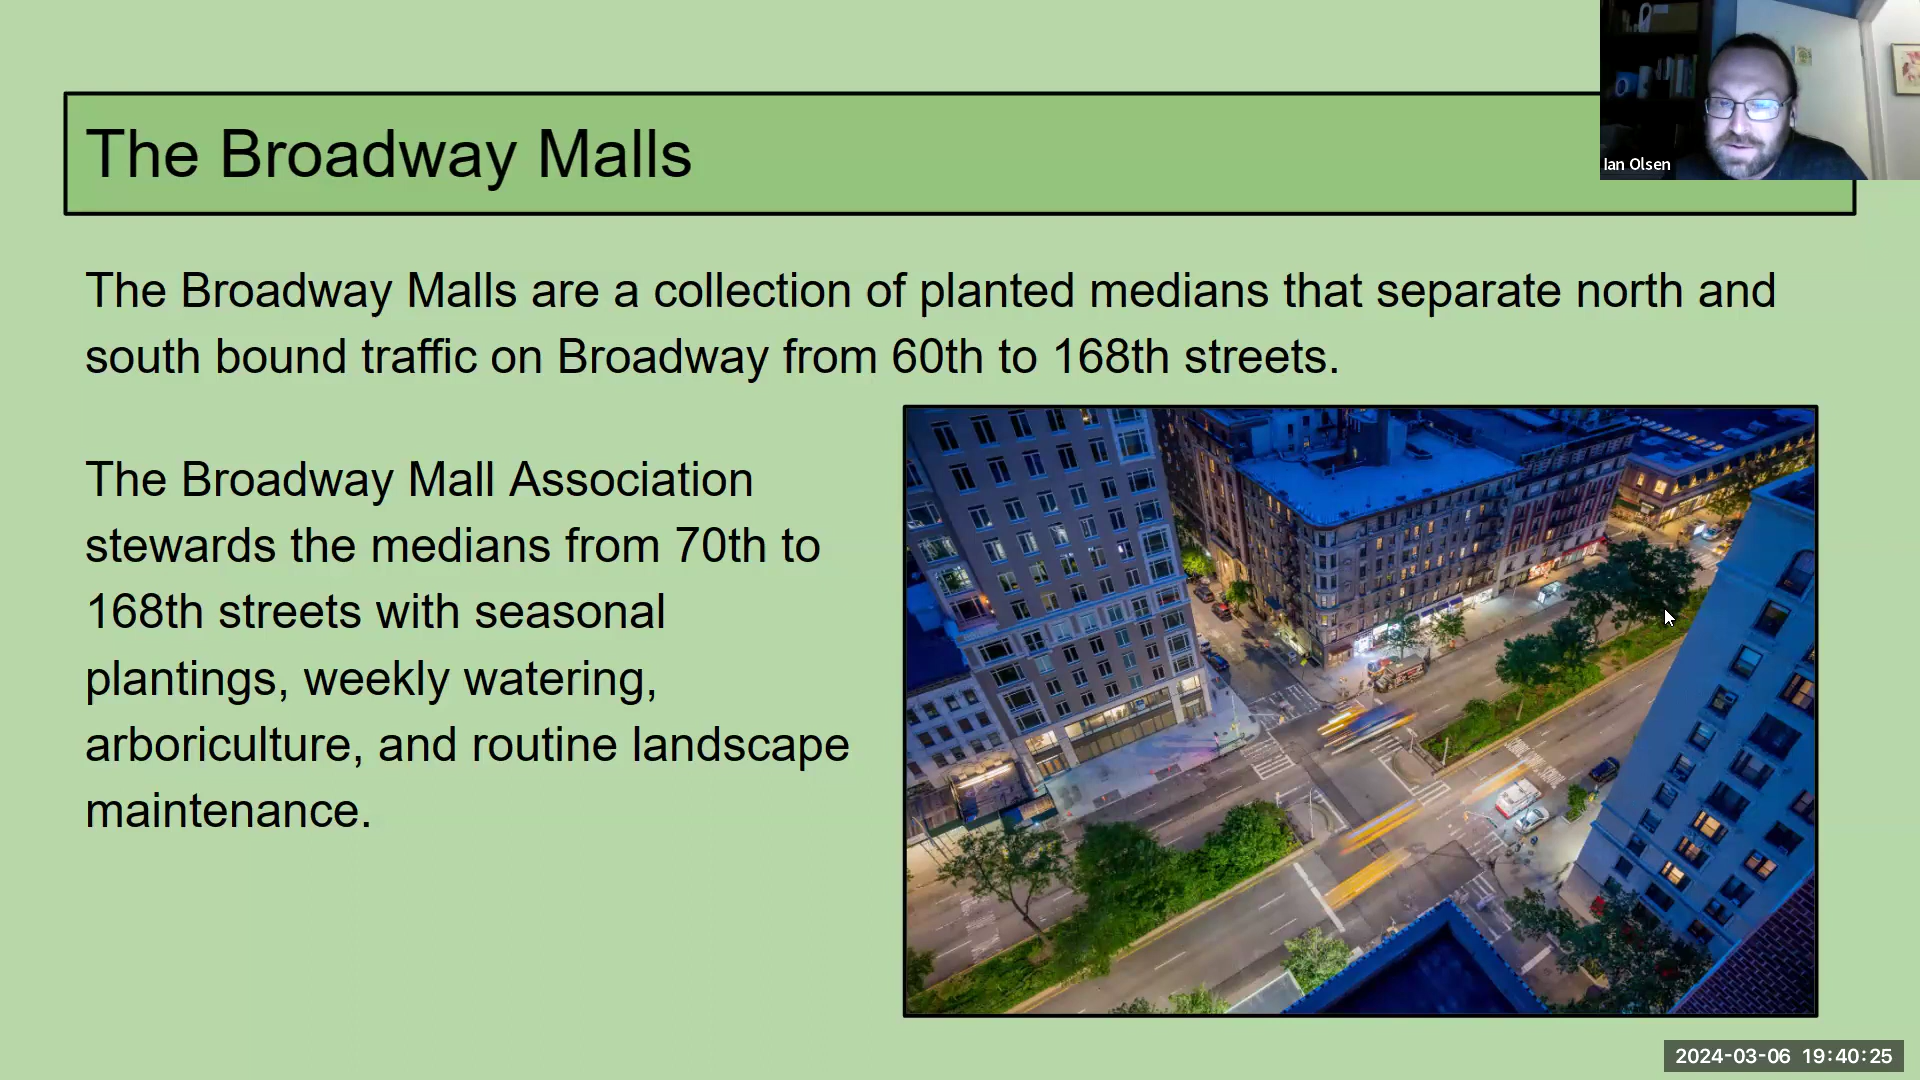 The Broadway Malls
Ian Olsen
The Broadway Malls are a collection of planted medians that separate north and
south bound traffic on Broadway from 60th to 168th streets.
The Broadway Mall Association
stewards the medians from 70th to
168th streets with seasonal
plantings, weekly watering,
arboriculture, and routine landscape
maintenance.
2024-03-06 19:40:25